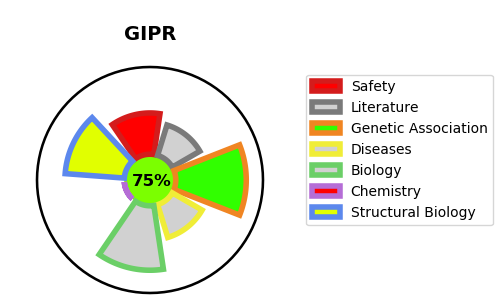 GIPR
75%
Safety
Literature
Genetic Association
Diseases
Biology
Chemistry
Structural Biology